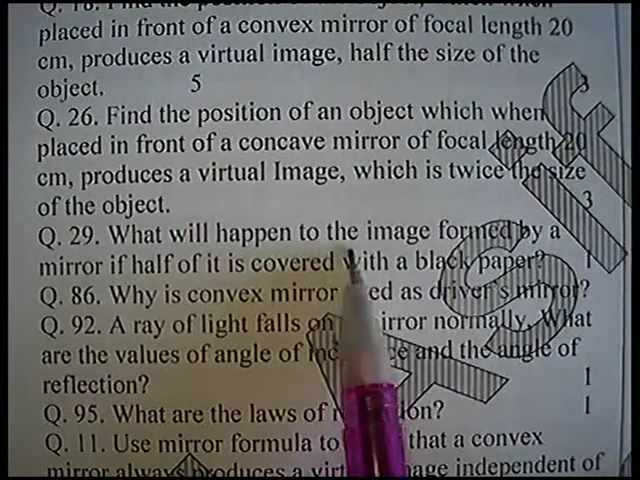 placed in front of a convex mirror of focal length 20
cm, produces a virtual image, half the size of the
object. 5 3
Q. 26. Find the position of an object which when
placed in front of a concave mirror of focal length 20
cm, produces a virtual Image, which is twice the size
of the object. 3
Q. 29. What will happen to the image formed by a
mirror if half of it is covered with a black paper? 1
Q. 86. Why is convex mirror ed as driver's mirror?
Q. 92. A ray of light falls on irror normally, What
are the values of angle of and the angle of
reflection? 1
Q. 95. What are the laws of 1
Q. 11. Use mirror formula to that a convex
mirror always produces a independent of